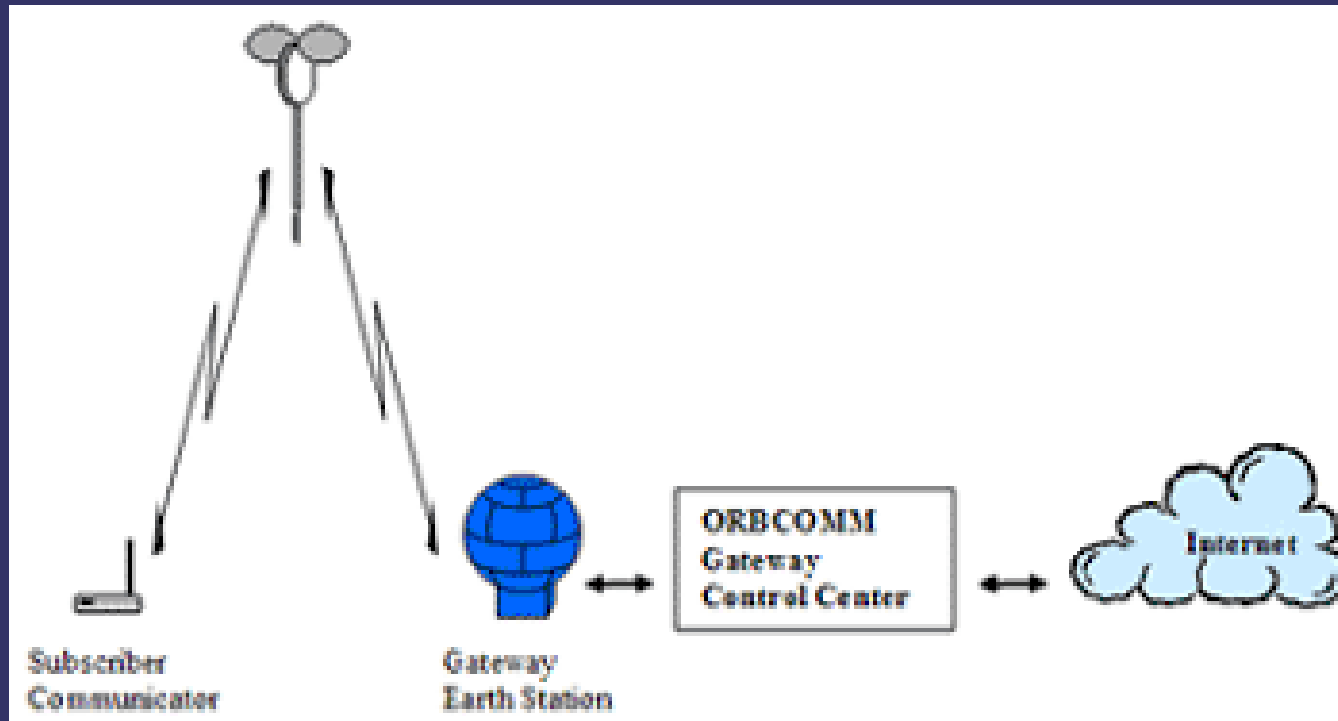 ORBCOMM
Gateway
Control Center
Internet
Subscriber
Communicator
Gateway
Earth Station